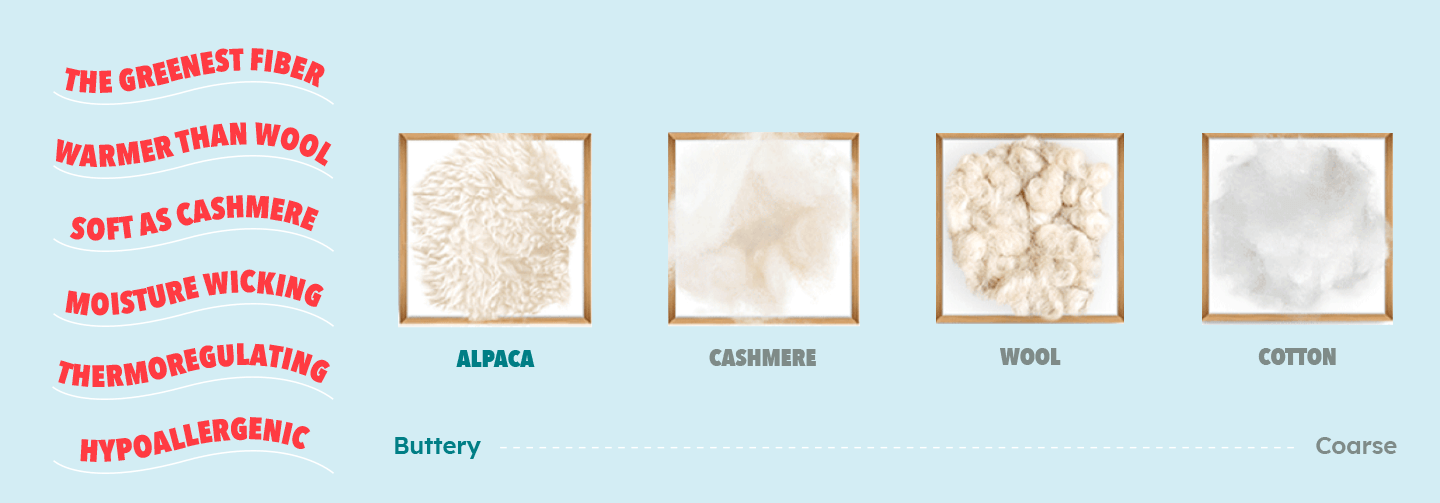 THE GREENEST FIBER
WARMER THAN WOOL
SOFT AS CASHMERE
MOISTURE WICKING
THERMOREGULATING
HYPOALLERGENIC
ALPACA
CASHMERE
WOOL
COTTON
Buttery
Coarse